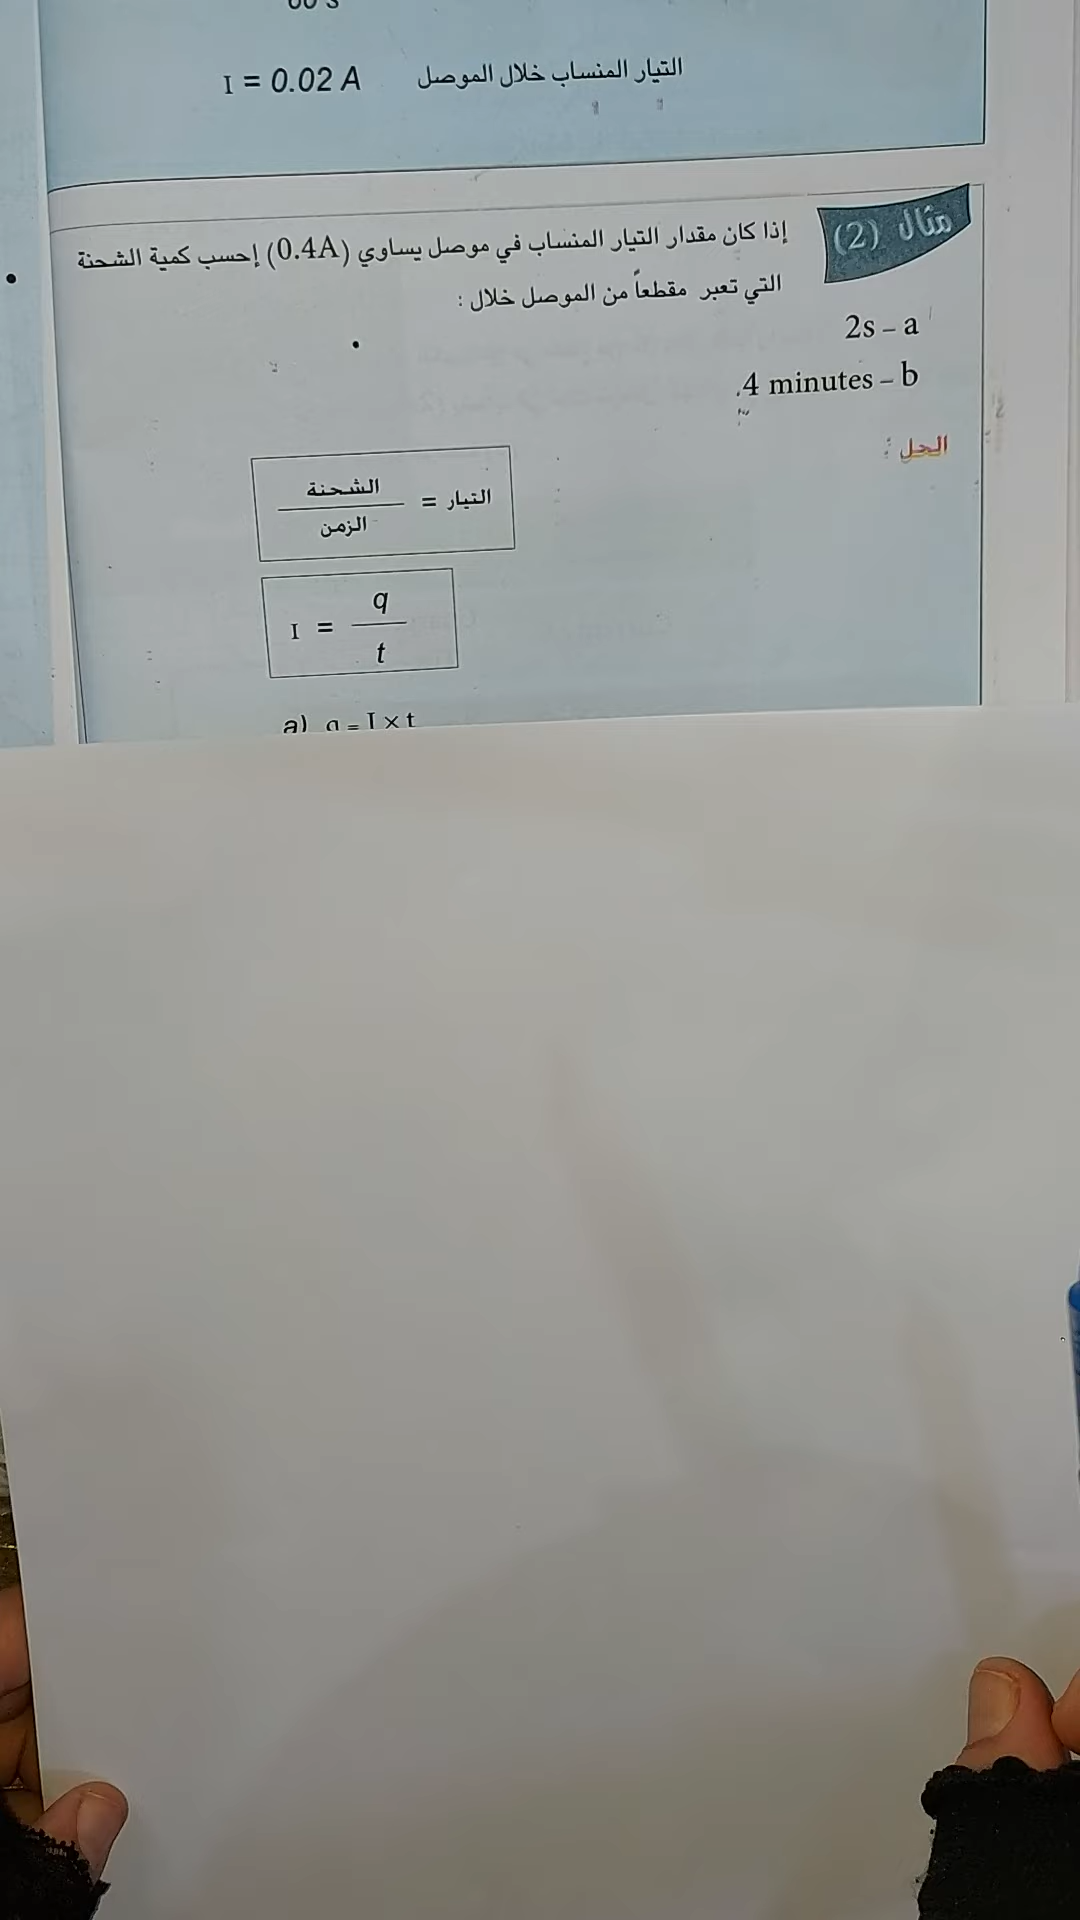 التيار المنساب خلال الموصل I = 0.02 A
مثال (2)
إذا كان مقدار التيار المنساب في موصل يساوي (0.4A) إحسب كمية الشحنة
التي تعبر مقطعاً من الموصل خلال :
2s – a
4 minutes – b
الحل :
التيار = الشحنة / الزمن
I = q / t
a) q = I × t